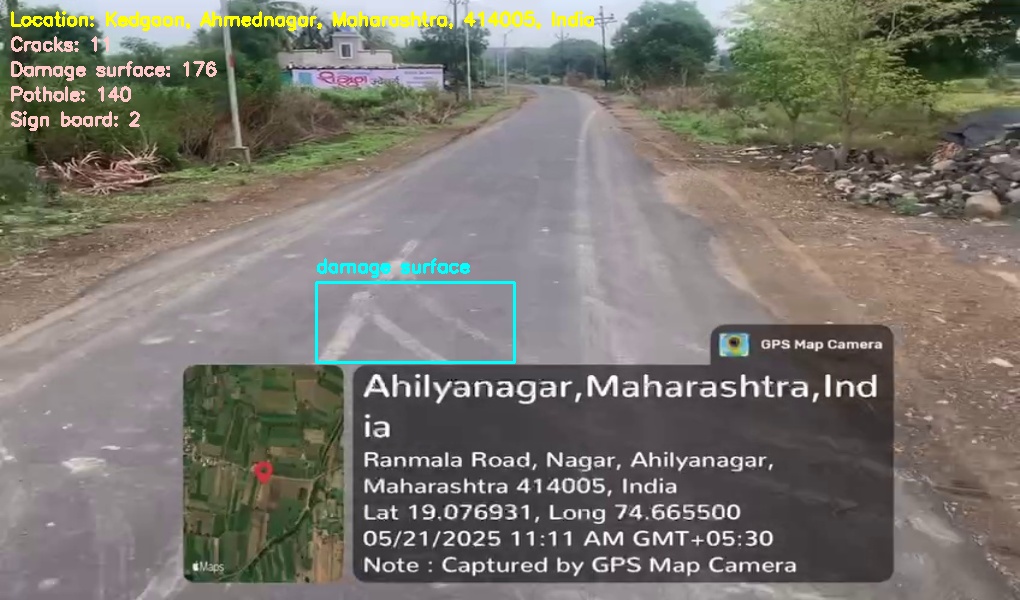 Location: Kedgaon, Ahmednagar, Maharashtra, 414005, India
Cracks: 11
Damage surface: 176
Pothole: 140
Sign board: 2
damage surface
GPS Map Camera
Ahilyanagar,Maharashtra,Ind
ia
Ranmala Road, Nagar, Ahilyanagar,
Maharashtra 414005, India
Lat 19.076931, Long 74.665500
05/21/2025 11:11 AM GMT+05:30
Note : Captured by GPS Map Camera
Maps